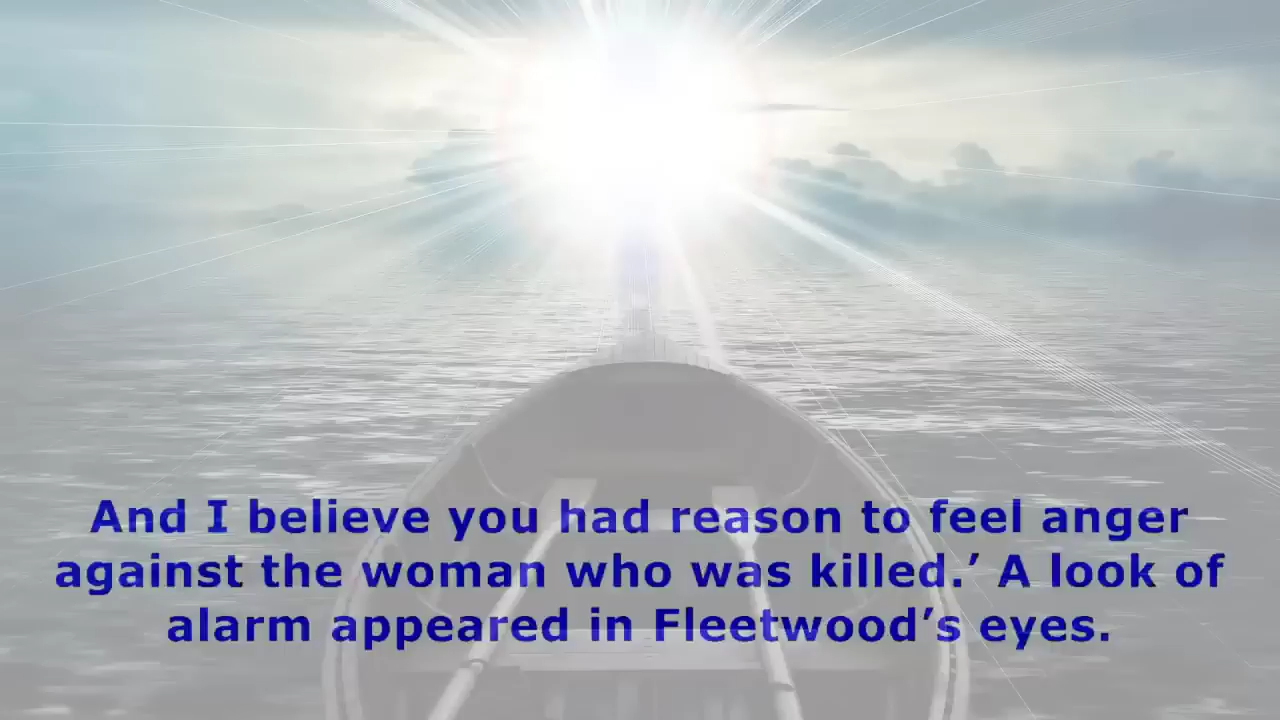 And I believe you had reason to feel anger
against the woman who was killed.’ A look of
alarm appeared in Fleetwood’s eyes.